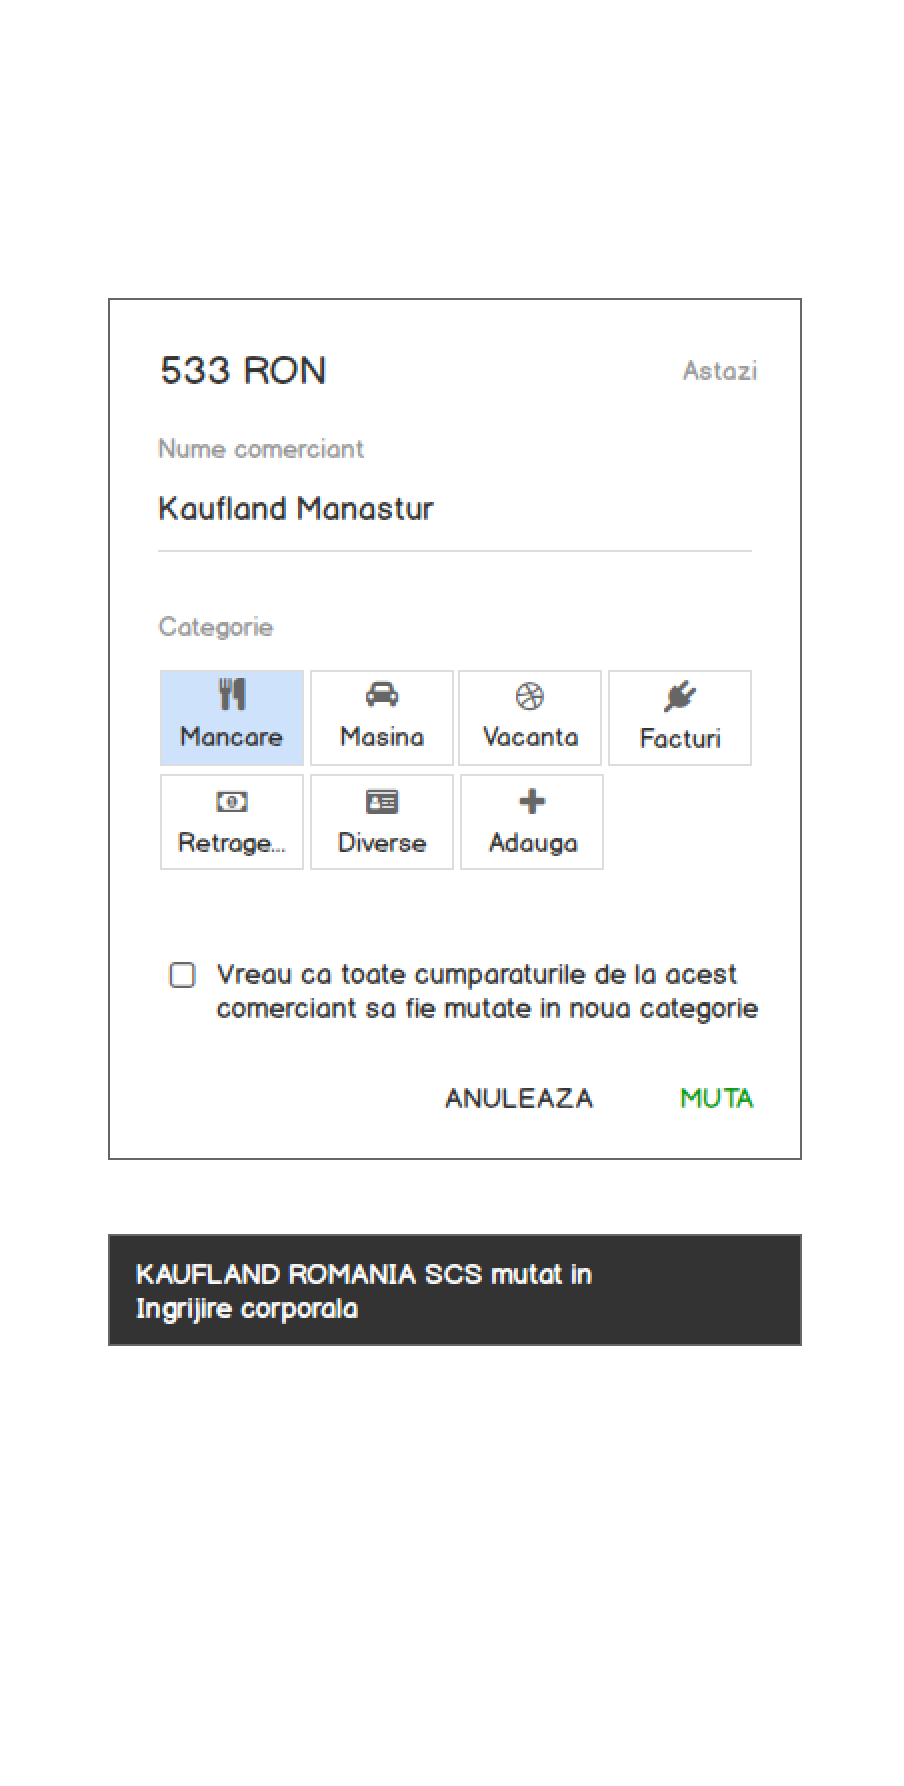 533 RON
Astazi
Nume comerciant
Kaufland Manastur
Categorie
Mancare
Masina
Vacanta
Facturi
Retrage...
Diverse
Adauga
Vreau ca toate cumparaturile de la acest
comerciant sa fie mutate in noua categorie
ANULEAZA
MUTA
KAUFLAND ROMANIA SCS mutat in
Ingrijire corporala